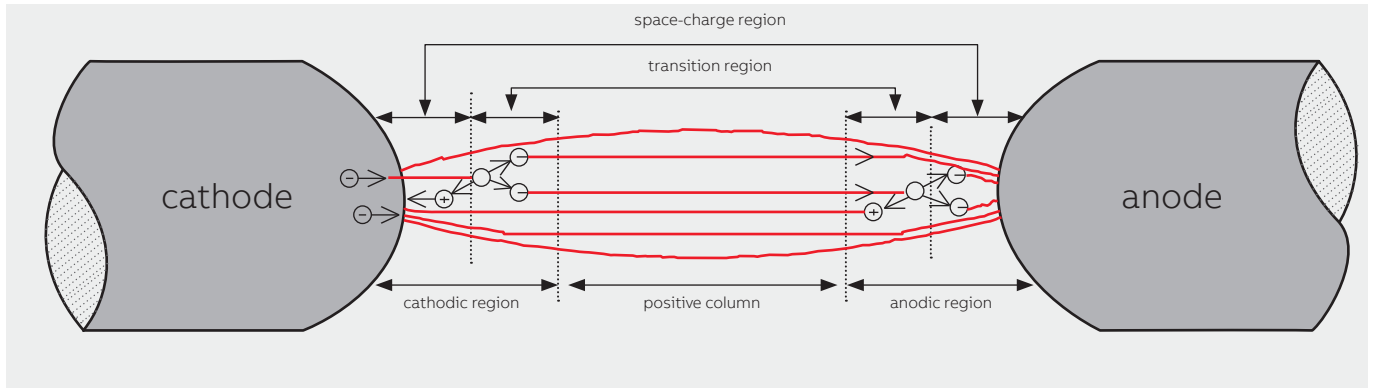 space-charge region
transition region
cathode
anode
cathodic region
positive column
anodic region